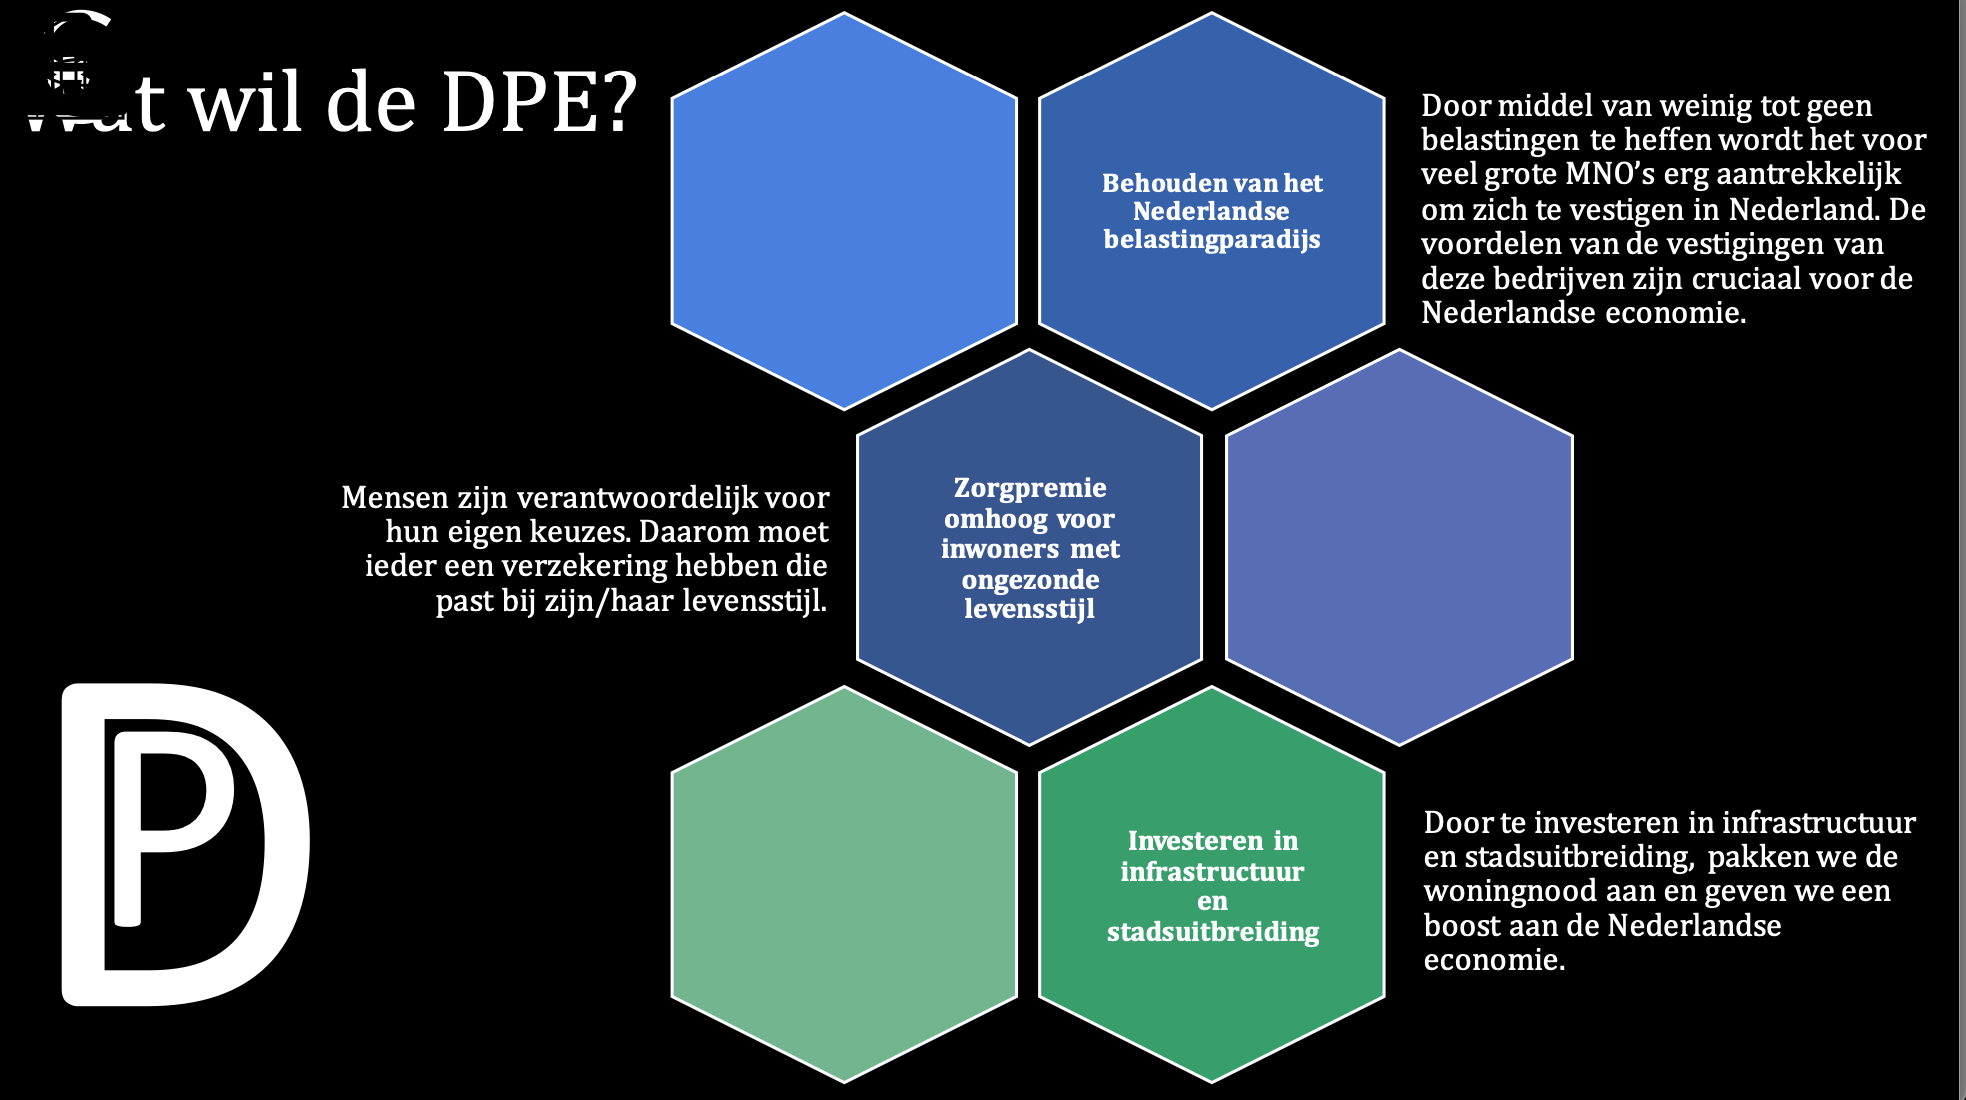 Wat wil de DPE?
Behouden van het
Nederlandse
belastingparadijs
Door middel van weinig tot geen
belastingen te heffen wordt het voor
veel grote MNO’s erg aantrekkelijk
om zich te vestigen in Nederland. De
voordelen van de vestigingen van
deze bedrijven zijn cruciaal voor de
Nederlandse economie.
Mensen zijn verantwoordelijk voor
hun eigen keuzes. Daarom moet
ieder een verzekering hebben die
past bij zijn/haar levensstijl.
Zorgpremie
omhoog voor
inwoners met
ongezonde
levensstijl
Investeren in
infrastructuur
en
stadsuitbreiding
Door te investeren in infrastructuur
en stadsuitbreiding, pakken we de
woningnood aan en geven we een
boost aan de Nederlandse
economie.
DP